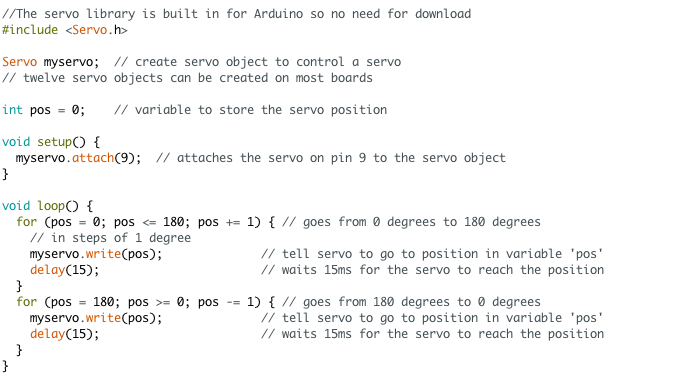 //The servo library is built in for Arduino so no need for download
#include <Servo.h>

Servo myservo;  // create servo object to control a servo
// twelve servo objects can be created on most boards

int pos = 0;    // variable to store the servo position

void setup() {
  myservo.attach(9);  // attaches the servo on pin 9 to the servo object
}

void loop() {
  for (pos = 0; pos <= 180; pos += 1) { // goes from 0 degrees to 180 degrees
    // in steps of 1 degree
    myservo.write(pos);              // tell servo to go to position in variable 'pos'
    delay(15);                       // waits 15ms for the servo to reach the position
  }
  for (pos = 180; pos >= 0; pos -= 1) { // goes from 180 degrees to 0 degrees
    myservo.write(pos);              // tell servo to go to position in variable 'pos'
    delay(15);                       // waits 15ms for the servo to reach the position
  }
}